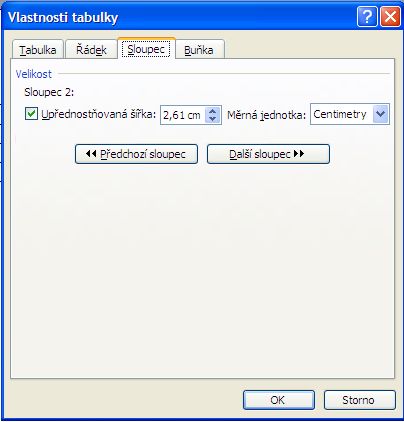 Vlastnosti tabulky
Tabulka Řádek Sloupec Buňka
Velikost
Sloupec 2:
Upřednostňovaná šířka: 2,61 cm Měrná jednotka: Centimetry
Předchozí sloupec Další sloupec
OK Storno